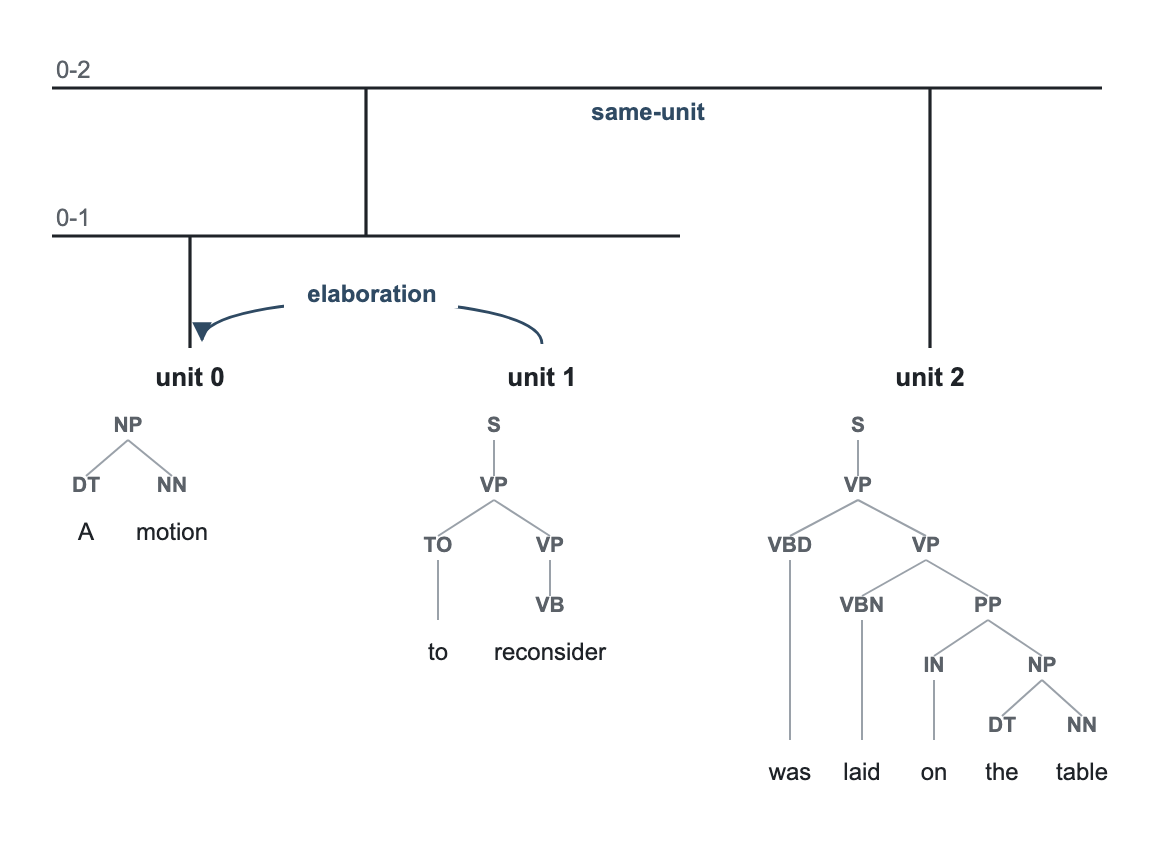 0-2
same-unit
0-1
elaboration
unit 0 unit 1 unit 2
NP S S
DT NN VP VP
A motion TO VP VBD VP
VB VBN PP
to reconsider IN NP
DT NN
was laid on the table